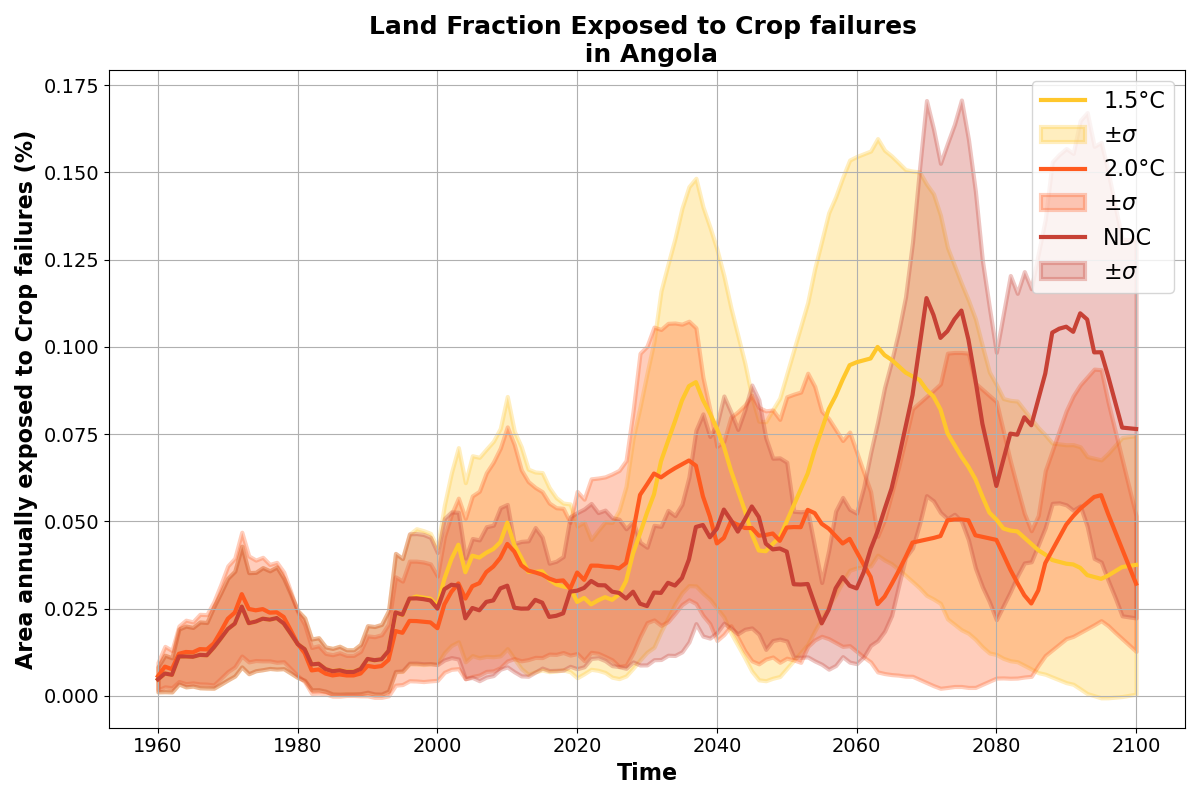 Land Fraction Exposed to Crop failures
in Angola
Area annually exposed to Crop failures (%)
0.175
0.150
0.125
0.100
0.075
0.050
0.025
0.000
1.5°C
±σ
2.0°C
±σ
NDC
±σ
1960
1980
2000
2020
2040
2060
2080
2100
Time